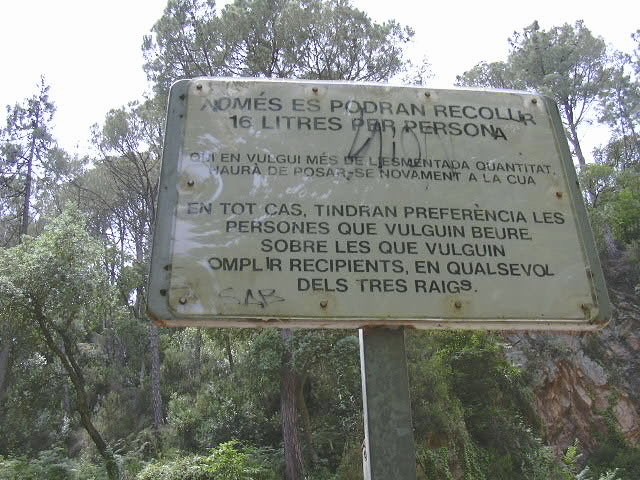 NOMÉS ES PODRAN RECOLLIR
16 LITRES PER PERSONA
QUI EN VULGUI MÉS DE L'ESMENTADA QUANTITAT,
HAURÀ DE POSAR-SE NOVAMENT A LA CUA
EN TOT CAS, TINDRAN PREFERÈNCIA LES
PERSONES QUE VULGUIN BEURE,
SOBRE LES QUE VULGUIN
OMPLIR RECIPIENTS, EN QUALSEVOL
DELS TRES RAIGS.